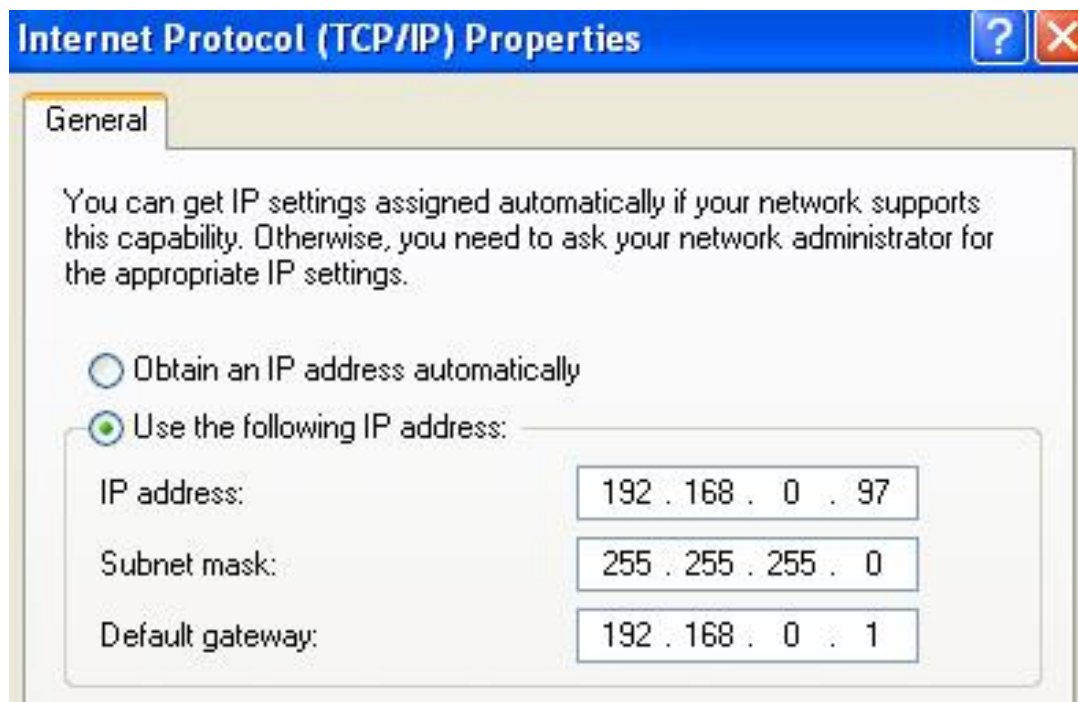 Internet Protocol (TCP/IP) Properties
?
General
You can get IP settings assigned automatically if your network supports
this capability. Otherwise, you need to ask your network administrator for
the appropriate IP settings.
Obtain an IP address automatically
Use the following IP address:
IP address: 192 . 168 . 0 . 97
Subnet mask: 255 . 255 . 255 . 0
Default gateway: 192 . 168 . 0 . 1